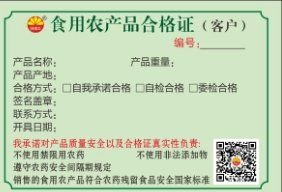 食用农产品合格证（客户）
编号：
产品名称： 产品重量：
产品产地：
合格方式：□自我承诺合格 □自检合格 □委检合格
签名盖章：
联系方式：
开具日期：
我承诺对产品质量安全以及合格证真实性负责：
不使用禁限用农药 不使用非法添加物
遵守农药安全间隔期规定
销售的食用农产品符合农药残留食品安全国家标准